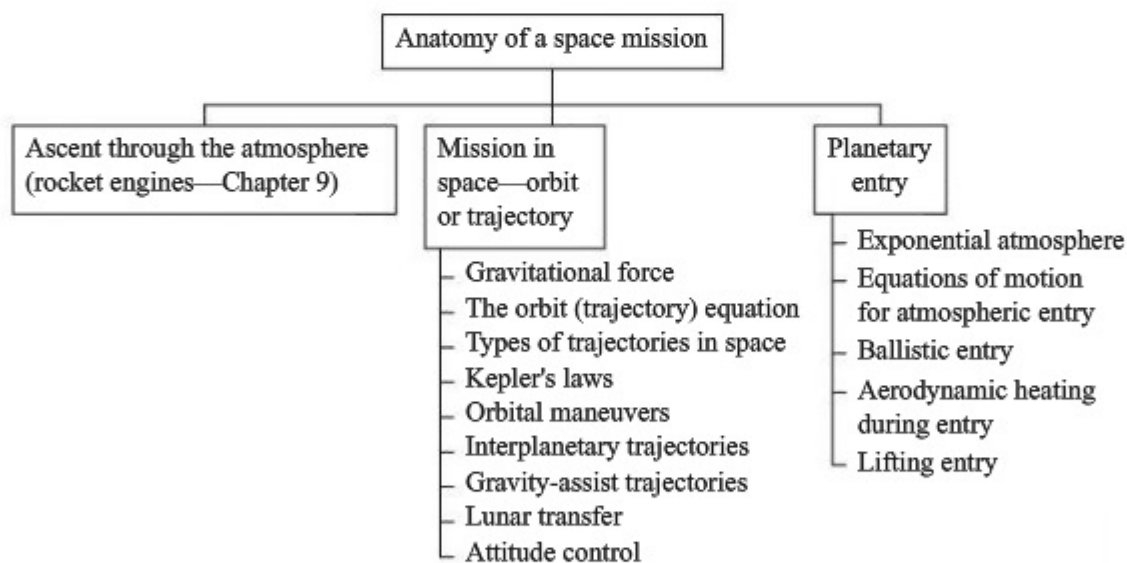 Anatomy of a space mission
Ascent through the atmosphere
(rocket engines—Chapter 9)
Mission in
space—orbit
or trajectory
Gravitational force
The orbit (trajectory) equation
Types of trajectories in space
Kepler's laws
Orbital maneuvers
Interplanetary trajectories
Gravity-assist trajectories
Lunar transfer
Attitude control
Planetary
entry
Exponential atmosphere
Equations of motion
for atmospheric entry
Ballistic entry
Aerodynamic heating
during entry
Lifting entry